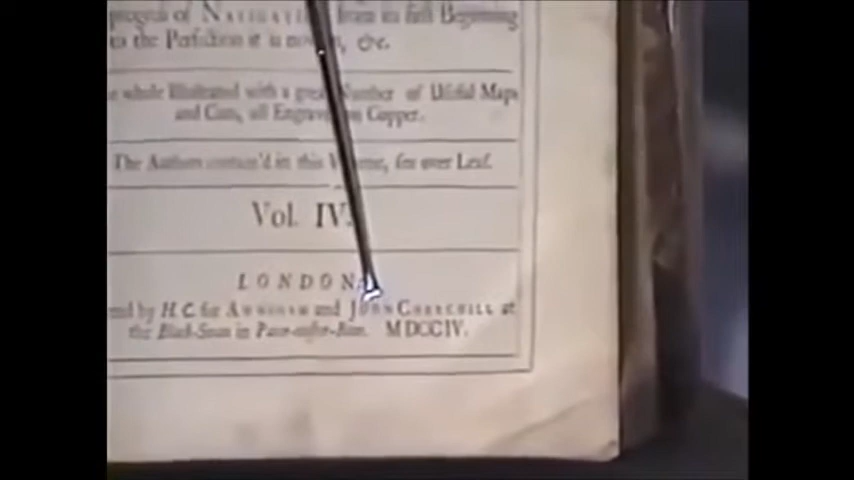 progress of NAVIGATION from its first Beginning
to the Perfection it is now in, &c.
whole Illustrated with a great Number of Useful Maps
and Cuts, all Engraven on Copper.
The Authors contain'd in this Volume, see over Leaf.
Vol. IV.
LONDON
by H.C. for AWNSHAM and JOHN CHURCHILL at
the Black-Swan in Pater-noster-Row. MDCCIV.